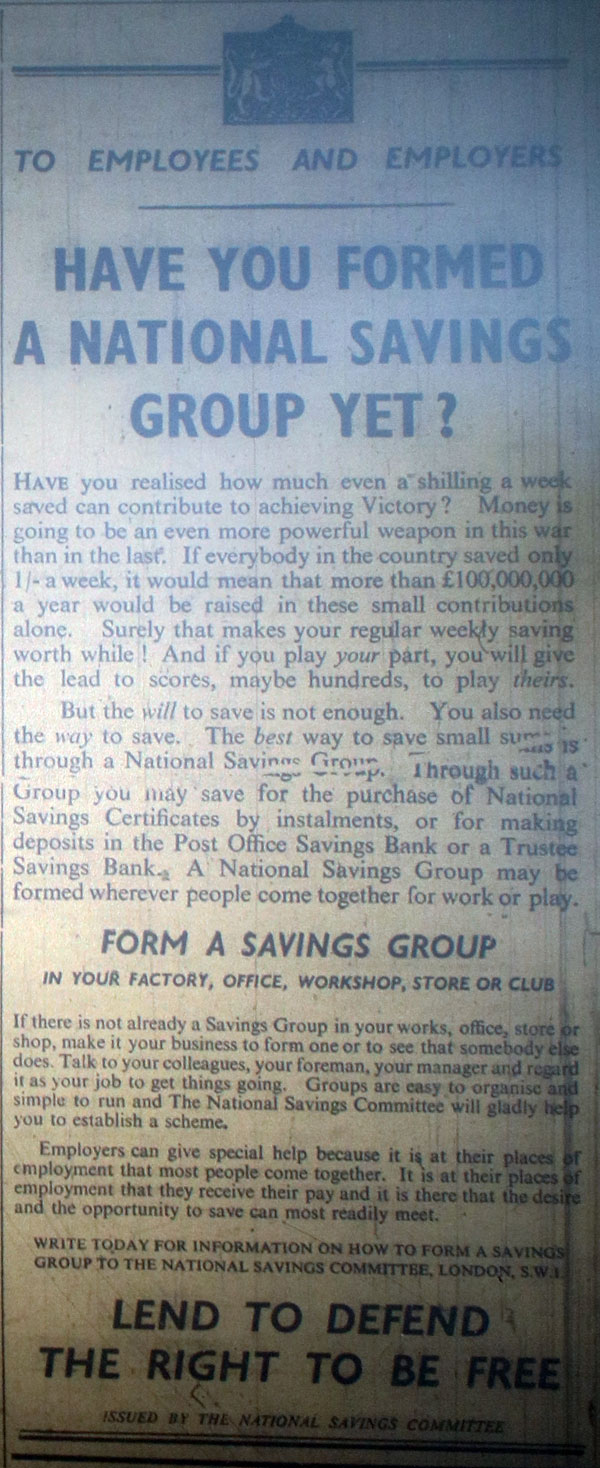 TO EMPLOYEES AND EMPLOYERS
HAVE YOU FORMED
A NATIONAL SAVINGS
GROUP YET ?
HAVE you realised how much even a shilling a week
saved can contribute to achieving Victory ? Money is
going to be an even more powerful weapon in this war
than in the last. If everybody in the country saved only
1/- a week, it would mean that more than £100,000,000
a year would be raised in these small contributions
alone. Surely that makes your regular weekly saving
worth while ! And if you play your part, you will give
the lead to scores, maybe hundreds, to play theirs.
But the will to save is not enough. You also need
the way to save. The best way to save small sums is
through a National Savings Group. Through such a
Group you may save for the purchase of National
Savings Certificates by instalments, or for making
deposits in the Post Office Savings Bank or a Trustee
Savings Bank. A National Savings Group may be
formed wherever people come together for work or play.
FORM A SAVINGS GROUP
IN YOUR FACTORY, OFFICE, WORKSHOP, STORE OR CLUB
If there is not already a Savings Group in your works, office, store or
shop, make it your business to form one or to see that somebody else
does. Talk to your colleagues, your foreman, your manager and regard
it as your job to get things going. Groups are easy to organise and
simple to run and The National Savings Committee will gladly help
you to establish a scheme.
Employers can give special help because it is at their places of
employment that most people come together. It is at their places of
employment that they receive their pay and it is there that the desire
and the opportunity to save can most readily meet.
WRITE TODAY FOR INFORMATION ON HOW TO FORM A SAVINGS
GROUP TO THE NATIONAL SAVINGS COMMITTEE, LONDON, S.W.1.
LEND TO DEFEND
THE RIGHT TO BE FREE
ISSUED BY THE NATIONAL SAVINGS COMMITTEE